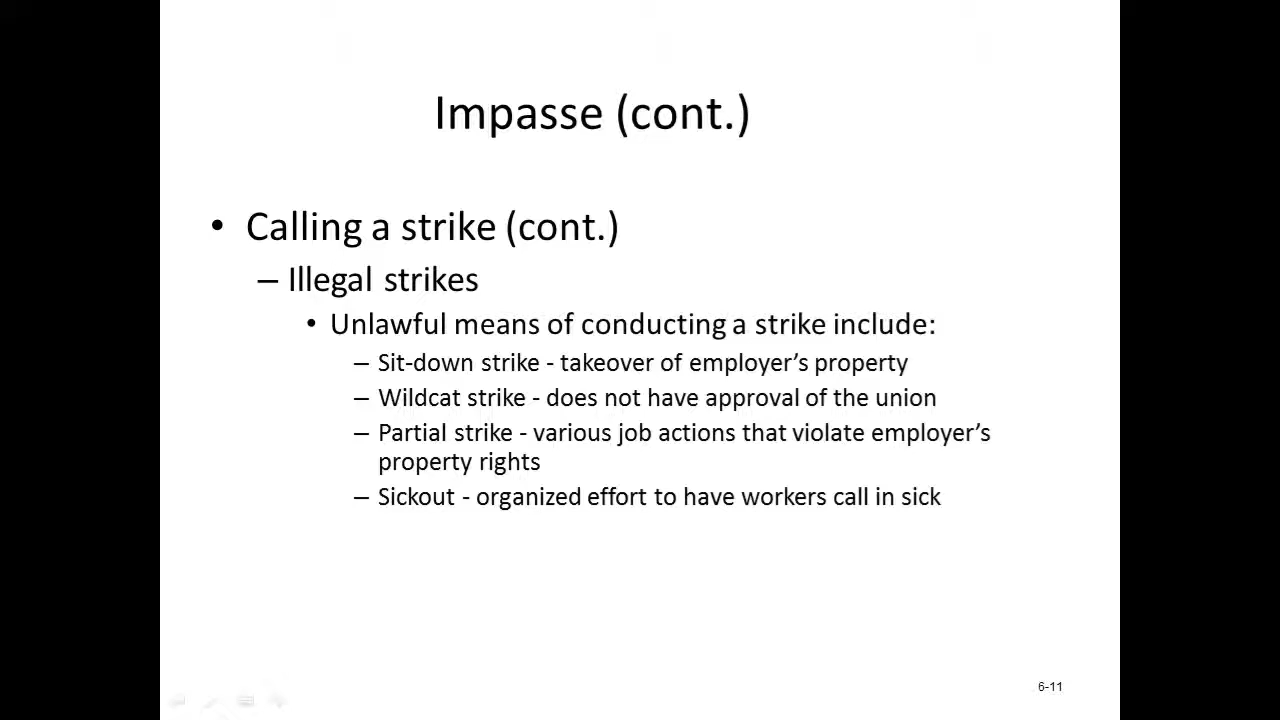 Impasse (cont.)
• Calling a strike (cont.)
– Illegal strikes
• Unlawful means of conducting a strike include:
– Sit-down strike - takeover of employer’s property
– Wildcat strike - does not have approval of the union
– Partial strike - various job actions that violate employer’s
property rights
– Sickout - organized effort to have workers call in sick
6-11